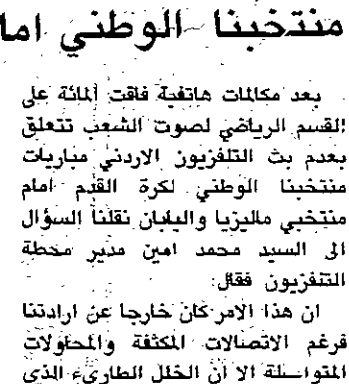 منتخبنا الوطني اما
بعد مكالمات هاتفية فاقت المائة على
القسم الرياضي لصوت الشعب تتعلق
بعدم بث التلفزيون الاردني مباريات
منتخبنا الوطني لكرة القدم امام
منتخبي ماليزيا واليابان نقلنا السؤال
الى السيد محمد امين مدير محطة
التلفزيون فقال:
ان هذا الامر كان خارجا عن ارادتنا
فرغم الاتصالات المكثفة والمحاولات
المتواصلة الا أن الخلل الطاريء الذي